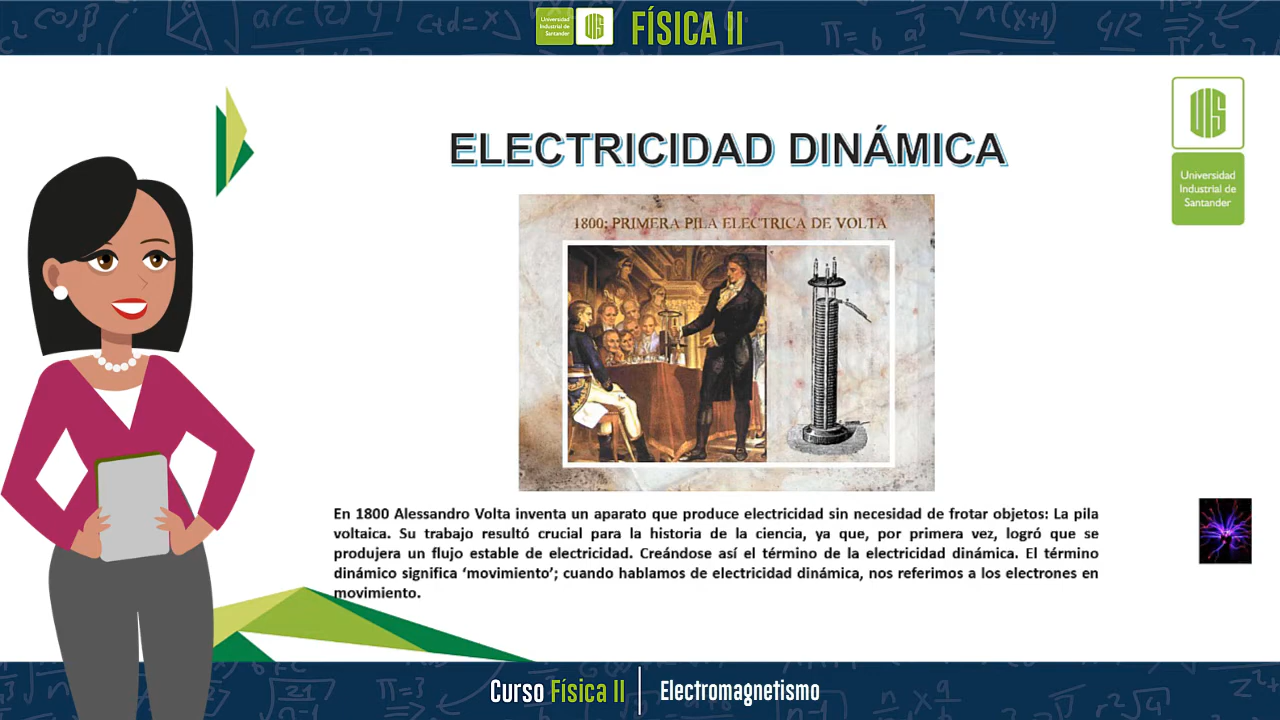 Universidad
Industrial de
Santander
FÍSICA II
Universidad
Industrial de
Santander
ELECTRICIDAD DINÁMICA
1800: PRIMERA PILA ELECTRICA DE VOLTA
En 1800 Alessandro Volta inventa un aparato que produce electricidad sin necesidad de frotar objetos: La pila
voltaica. Su trabajo resultó crucial para la historia de la ciencia, ya que, por primera vez, logró que se
produjera un flujo estable de electricidad. Creándose así el término de la electricidad dinámica. El término
dinámico significa ‘movimiento’; cuando hablamos de electricidad dinámica, nos referimos a los electrones en
movimiento.
Curso Física II
Electromagnetismo